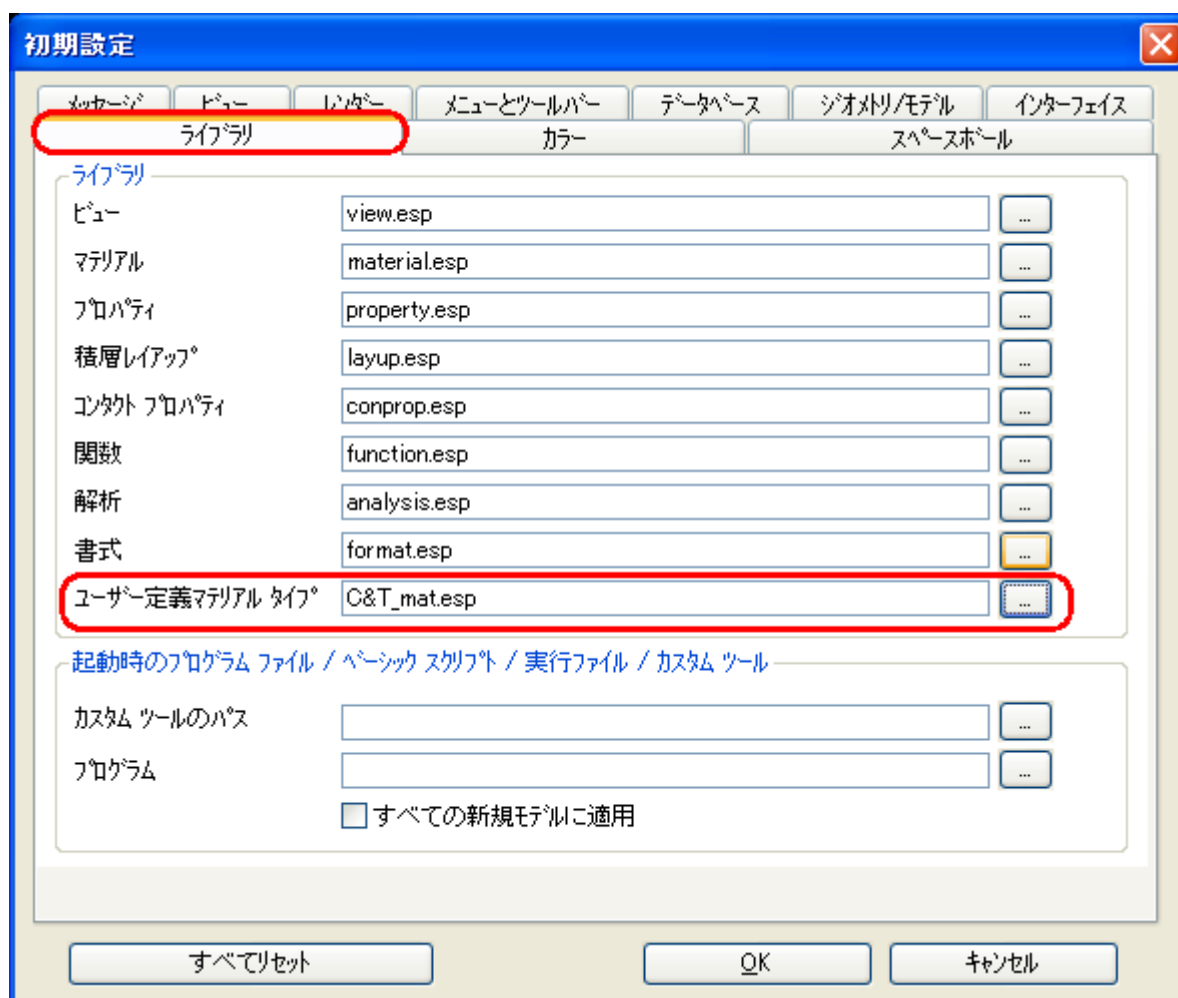 初期設定
メッセージ ビュー レンダー メニューとツールバー データベース ジオメトリ/モデル インターフェイス
ライブラリ カラー スペースボール
ライブラリ
ビュー view.esp ...
マテリアル material.esp ...
プロパティ property.esp ...
積層レイアップ layup.esp ...
コンタクト プロパティ conprop.esp ...
関数 function.esp ...
解析 analysis.esp ...
書式 format.esp ...
ユーザー定義マテリアル タイプ C&T_mat.esp ...
起動時のプログラム ファイル / ベーシック スクリプト / 実行ファイル / カスタム ツール
カスタム ツールのパス ...
プログラム ...
すべての新規モデルに適用
すべてリセット OK キャンセル